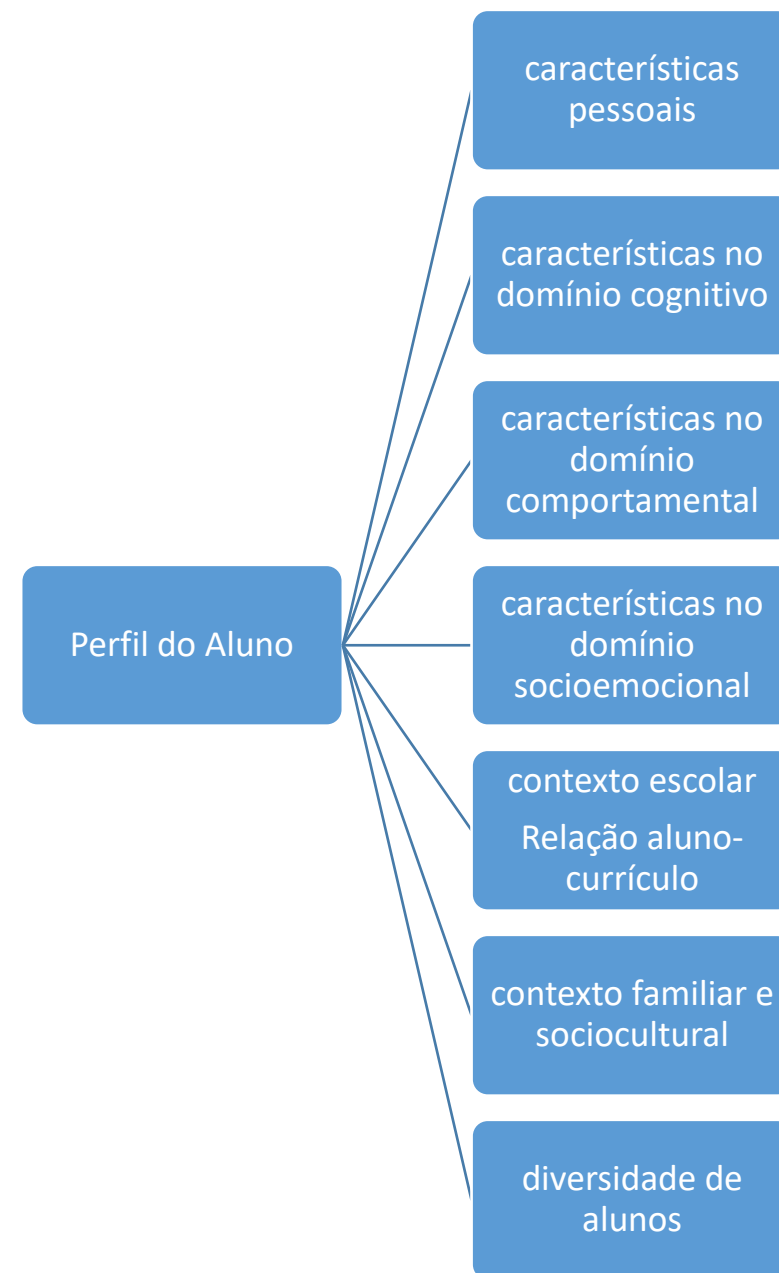 características
pessoais
características no
domínio cognitivo
características no
domínio
comportamental
Perfil do Aluno
características no
domínio
socioemocional
contexto escolar
Relação aluno-
currículo
contexto familiar e
sociocultural
diversidade de
alunos